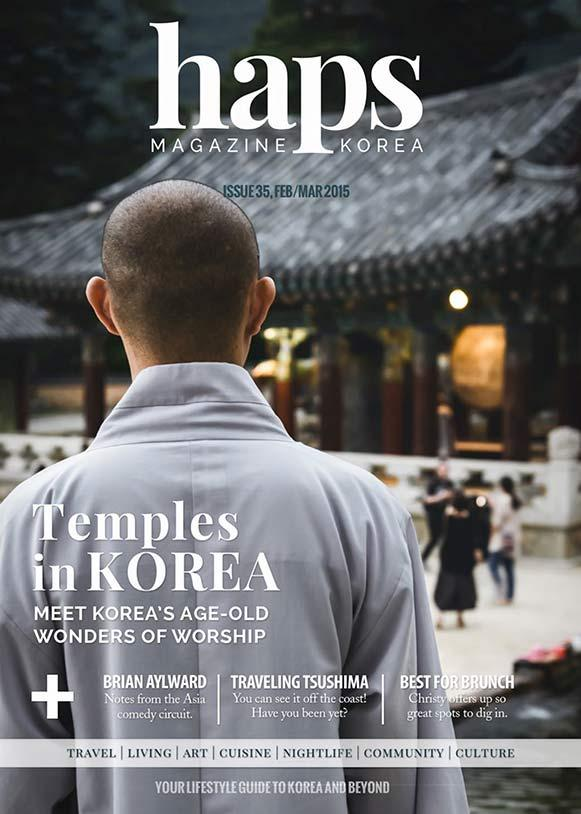 haps
MAGAZINE KOREA
ISSUE 35, FEB/MAR 2015
Temples
in KOREA
MEET KOREA'S AGE-OLD
WONDERS OF WORSHIP
+
BRIAN AYLWARD
Notes from the Asia
comedy circuit.
TRAVELING TSUSHIMA
You can see it off the coast!
Have you been yet?
BEST FOR BRUNCH
Christy offers up so
great spots to dig in.
TRAVEL | LIVING | ART | CUISINE | NIGHTLIFE | COMMUNITY | CULTURE
YOUR LIFESTYLE GUIDE TO KOREA AND BEYOND